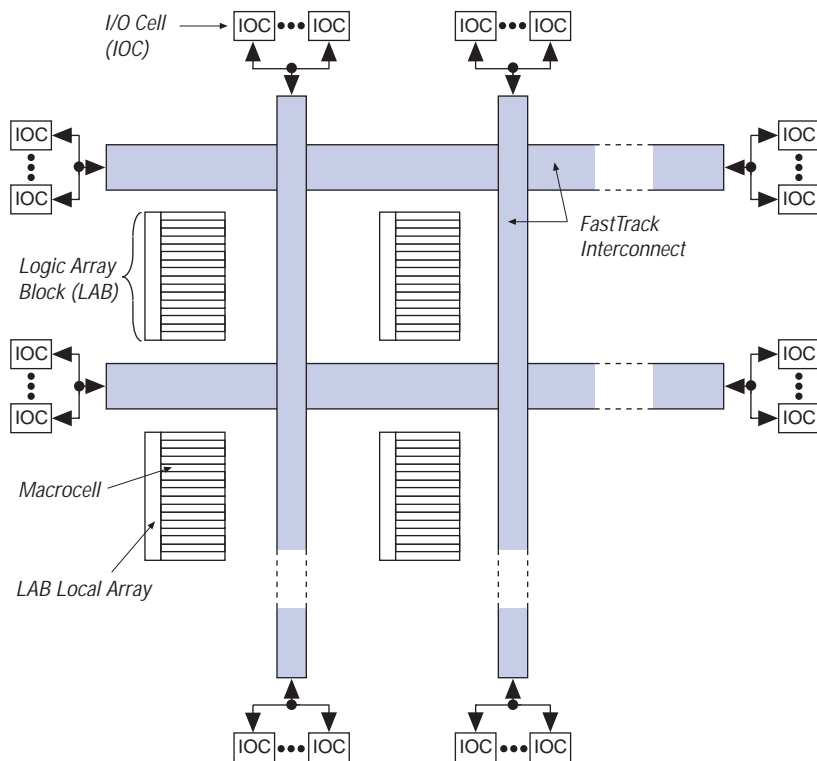 I/O Cell
(IOC)
IOC IOC
IOC IOC
IOC
IOC
IOC
IOC
FastTrack
Interconnect
Logic Array
Block (LAB)
IOC
IOC
IOC
IOC
Macrocell
LAB Local Array
IOC IOC
IOC IOC